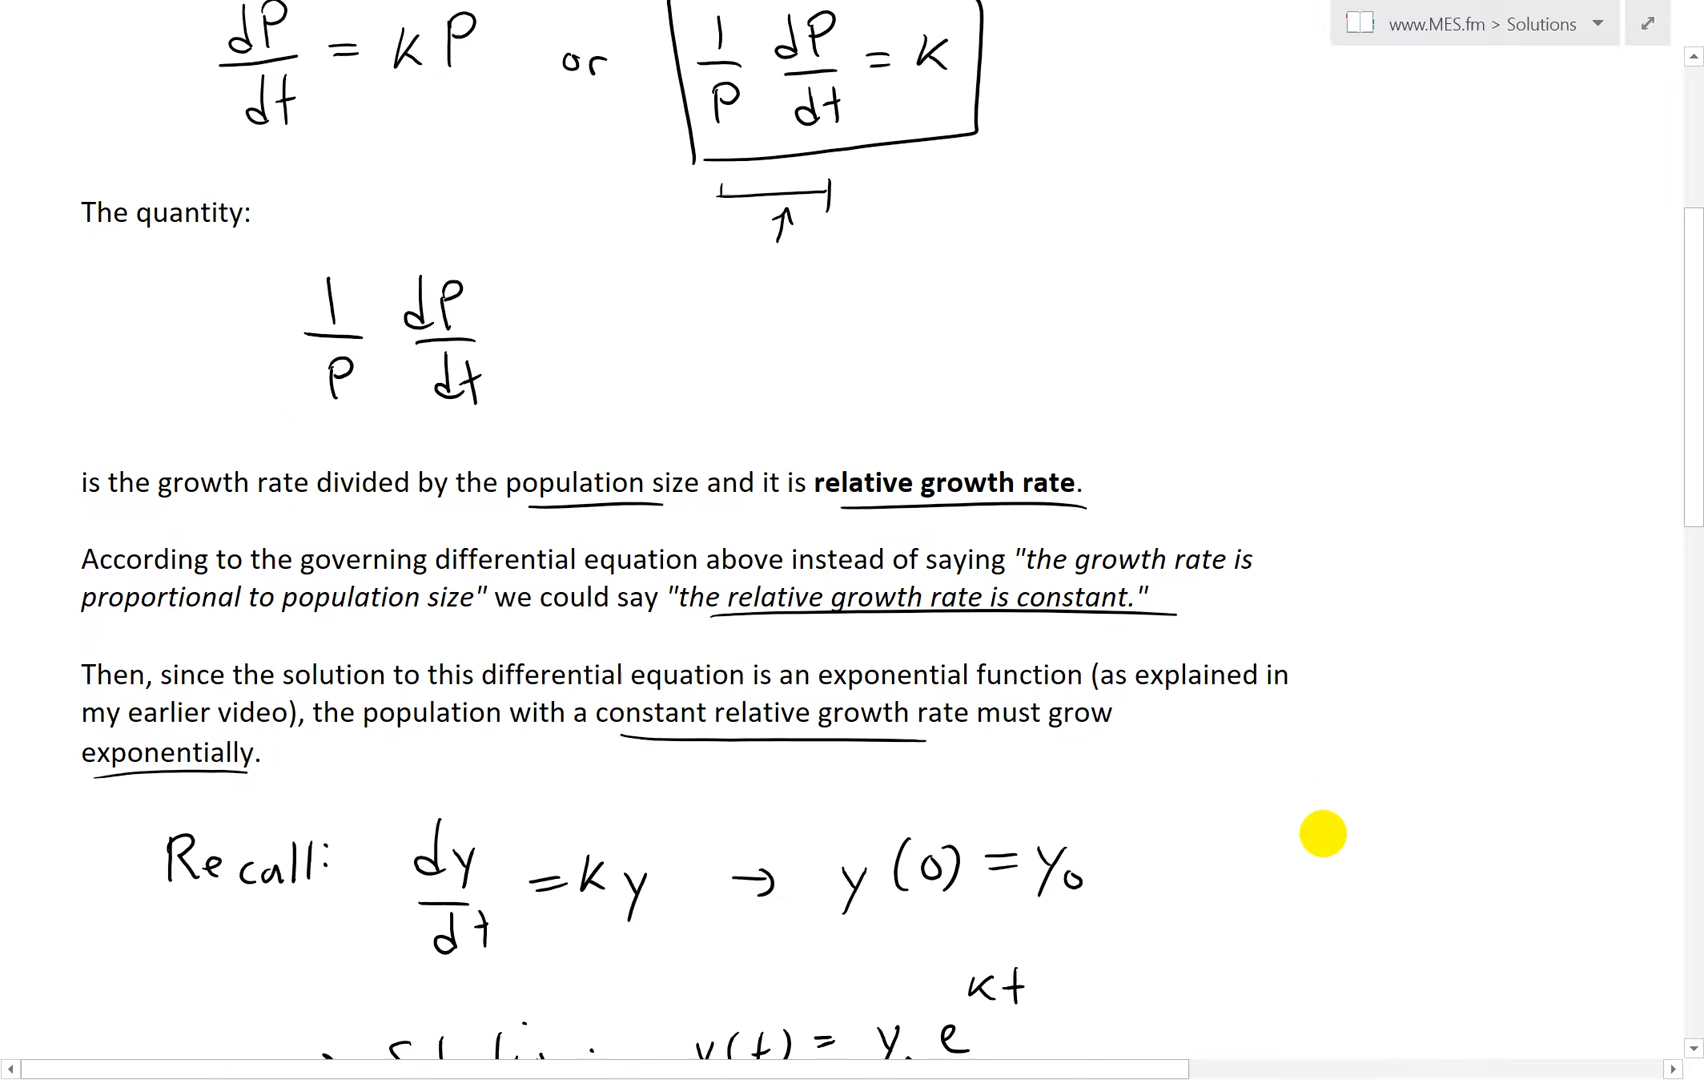 www.MES.fm > Solutions
dP/dt = k P or 1/P dP/dt = k
The quantity:
1/P dP/dt
is the growth rate divided by the population size and it is relative growth rate.
According to the governing differential equation above instead of saying "the growth rate is
proportional to population size" we could say "the relative growth rate is constant."
Then, since the solution to this differential equation is an exponential function (as explained in
my earlier video), the population with a constant relative growth rate must grow
exponentially.
Recall: dy/dt = ky → y(0) = y₀
y(t) = y₀ e^kt